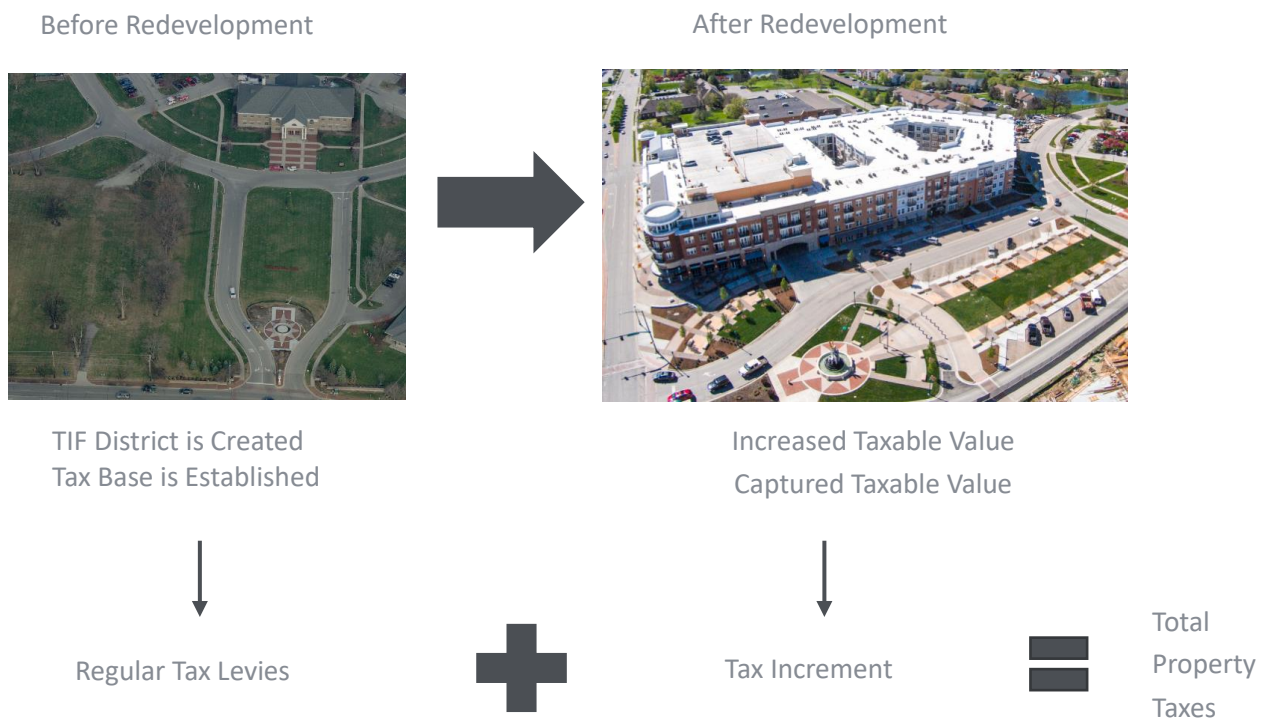 Before Redevelopment
After Redevelopment
TIF District is Created
Tax Base is Established
Increased Taxable Value
Captured Taxable Value
Regular Tax Levies
Tax Increment
Total
Property
Taxes